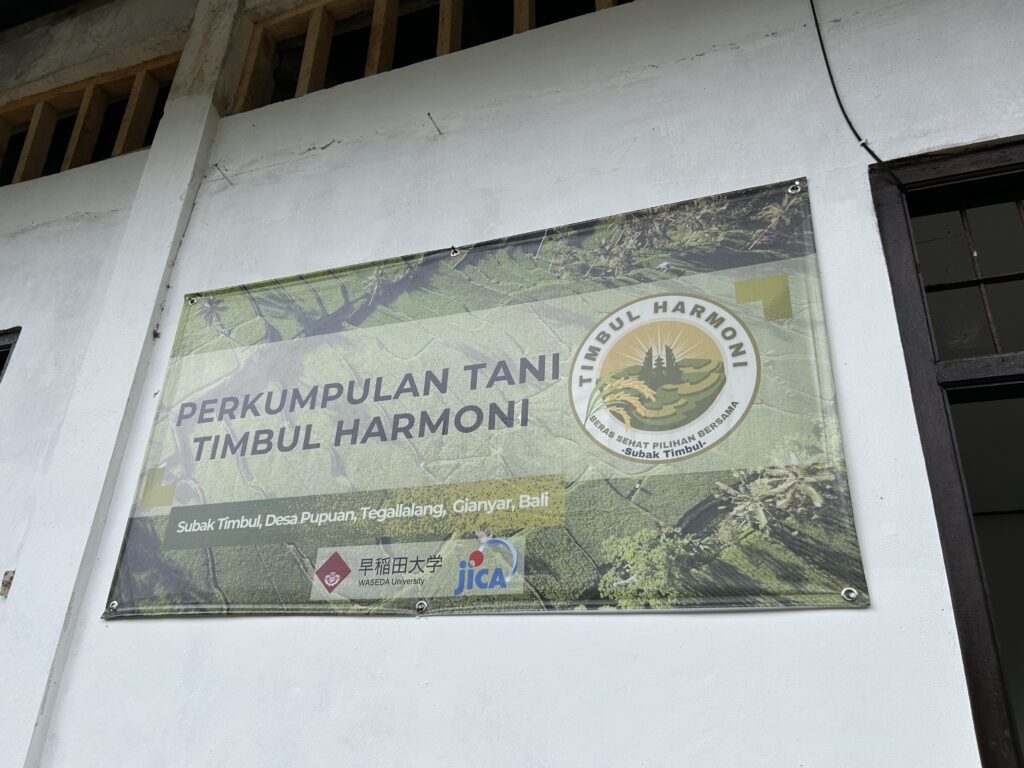 PERKUMPULAN TANI
TIMBUL HARMONI
TIMBUL HARMONI
BERAS SEHAT PILIHAN BERSAMA
-Subak Timbul-
Subak Timbul, Desa Pupuan, Tegallalang, Gianyar, Bali
早稲田大学
WASEDA University
jICA